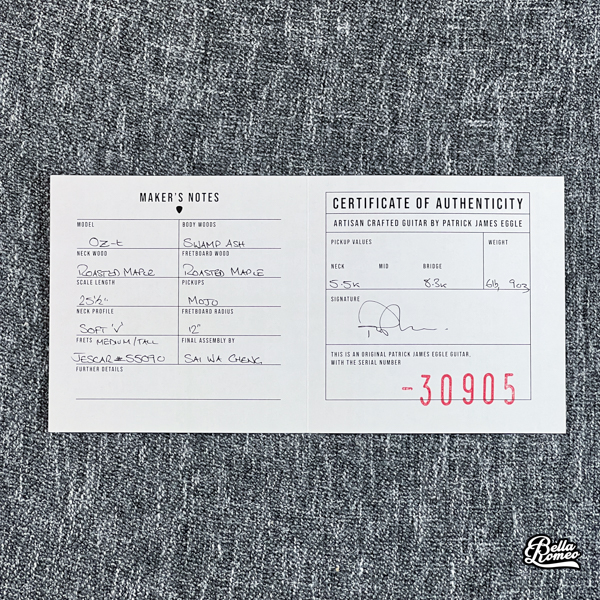 MAKER'S NOTES
MODEL
OZ-t
BODY WOODS
SWAMP ASH
NECK WOOD
ROASTED MAPLE
FRETBOARD WOOD
ROASTED MAPLE
SCALE LENGTH
25½"
PICKUPS
MOJO
NECK PROFILE
SOFT 'V'
FRETBOARD RADIUS
12"
FRETS MEDIUM/TALL
JESCAR #55090
FINAL ASSEMBLY BY
SAI WA CHENG
FURTHER DETAILS
CERTIFICATE OF AUTHENTICITY
ARTISAN CRAFTED GUITAR BY PATRICK JAMES EGGLE
PICKUP VALUES
WEIGHT
NECK MID BRIDGE
5.5K 8.3K 6lb 9oz
SIGNATURE
THIS IS AN ORIGINAL PATRICK JAMES EGGLE GUITAR,
WITH THE SERIAL NUMBER
-30905
Bella
Romeo